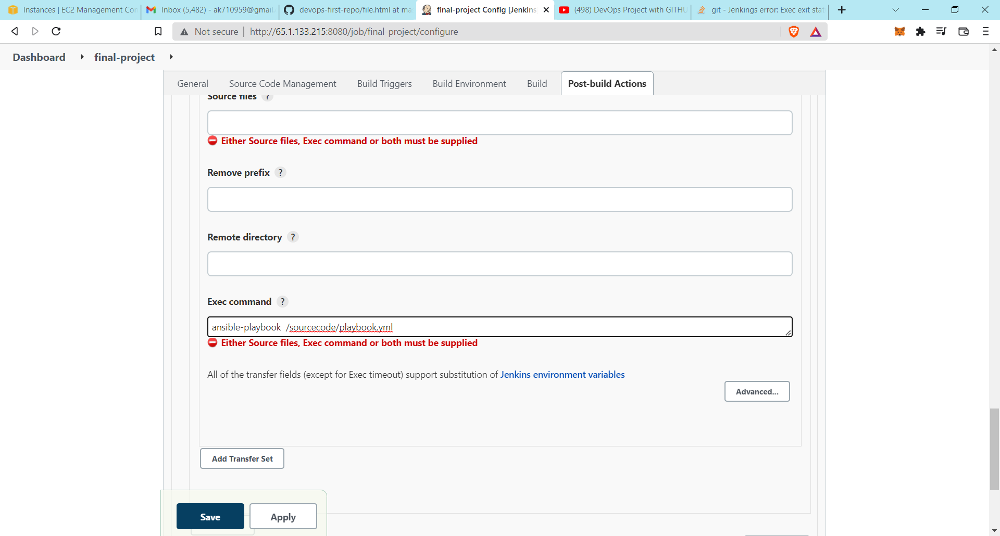 Instances | EC2 Management Con
Inbox (5,482) - ak710959@gmail.
devops-first-repo/file.html at ma
final-project Config [Jenkins
(498) DevOps Project with GITHU
git - Jenkings error: Exec exit stat
Not secure | http://65.1.133.215:8080/job/final-project/configure
Dashboard final-project
General Source Code Management Build Triggers Build Environment Build Post-build Actions
Source files ?
Either Source files, Exec command or both must be supplied
Remove prefix ?
Remote directory ?
Exec command ?
ansible-playbook  /sourcecode/playbook.yml
Either Source files, Exec command or both must be supplied
All of the transfer fields (except for Exec timeout) support substitution of Jenkins environment variables
Advanced...
Add Transfer Set
Save Apply